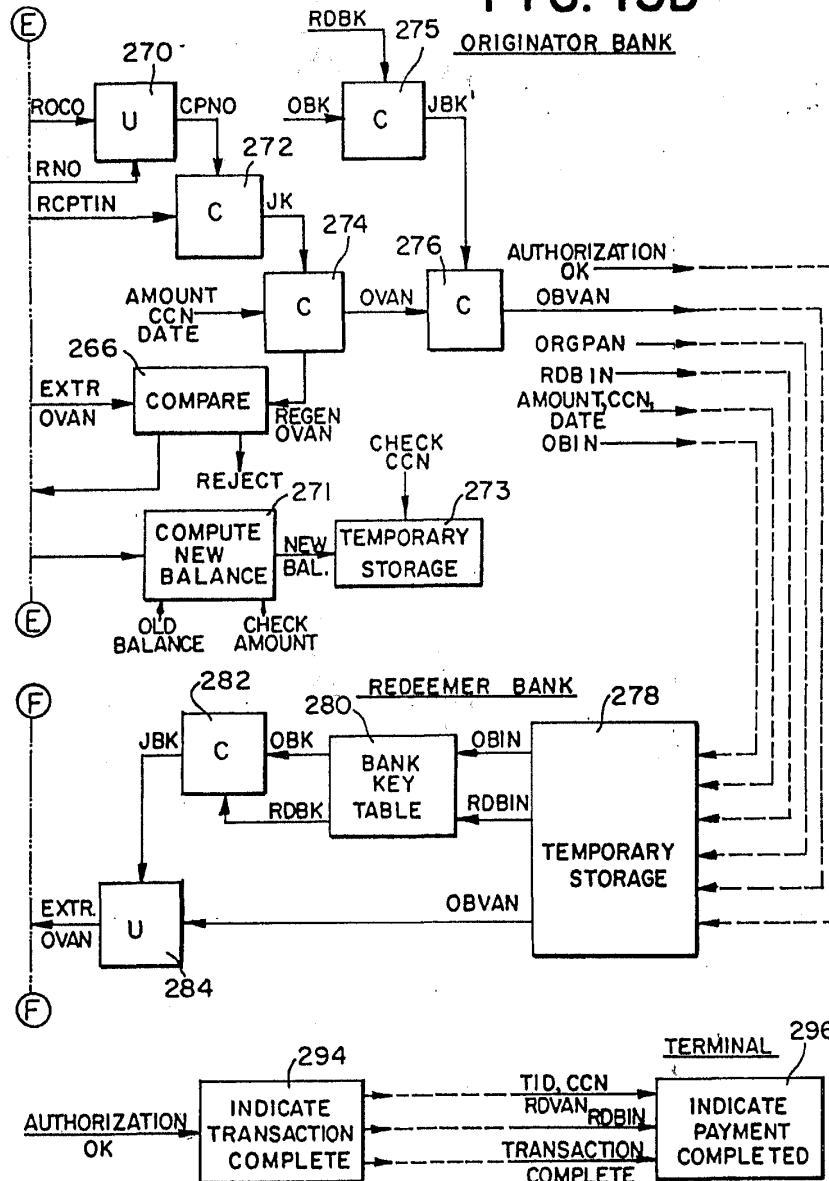 FIG. 13B
ORIGINATOR BANK
E
RDBK
275
270
ROCO
U
CPNO
OBK
C
JBK
RNO
272
RCPTIN
C
JK
274
276
AUTHORIZATION
OK
AMOUNT
CCN
DATE
C
OVAN
C
OBVAN
ORGPAN
266
RDBIN
EXTR
OVAN
COMPARE
REGEN
OVAN
AMOUNT, CCN,
DATE
OBIN
REJECT
CHECK
CCN
271
273
COMPUTE
NEW
BALANCE
NEW
BAL.
TEMPORARY
STORAGE
E
OLD
BALANCE
CHECK
AMOUNT
F
282
REDEEMER BANK
280
278
JBK
C
OBK
RDBK
BANK
KEY
TABLE
OBIN
RDBIN
TEMPORARY
STORAGE
EXTR.
OVAN
U
OBVAN
284
F
294
TERMINAL
296
AUTHORIZATION
OK
INDICATE
TRANSACTION
COMPLETE
TID, CCN
RDVAN
RDBIN
TRANSACTION
COMPLETE
INDICATE
PAYMENT
COMPLETED